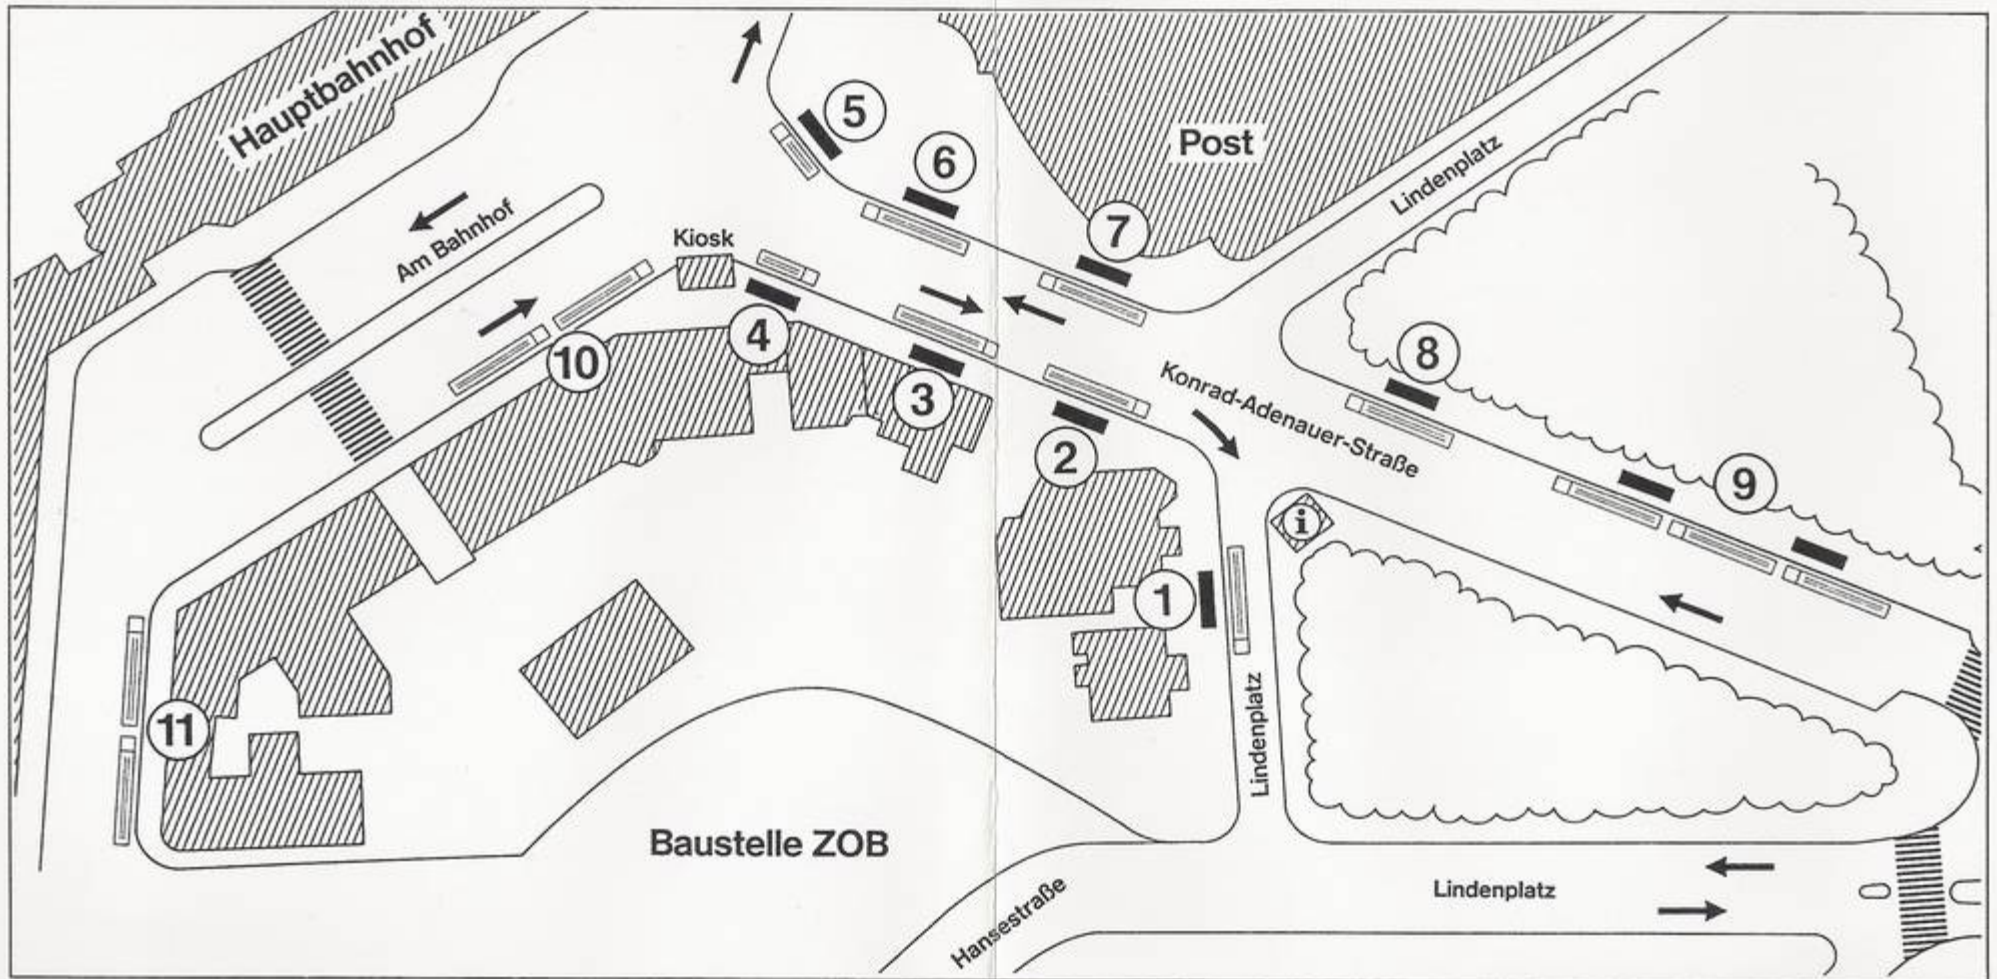 Hauptbahnhof
5
6
Post
7
Lindenplatz
Am Bahnhof
Kiosk
4
10
3
8
Konrad-Adenauer-Straße
2
9
i
1
11
Lindenplatz
Baustelle ZOB
Lindenplatz
Hansestraße